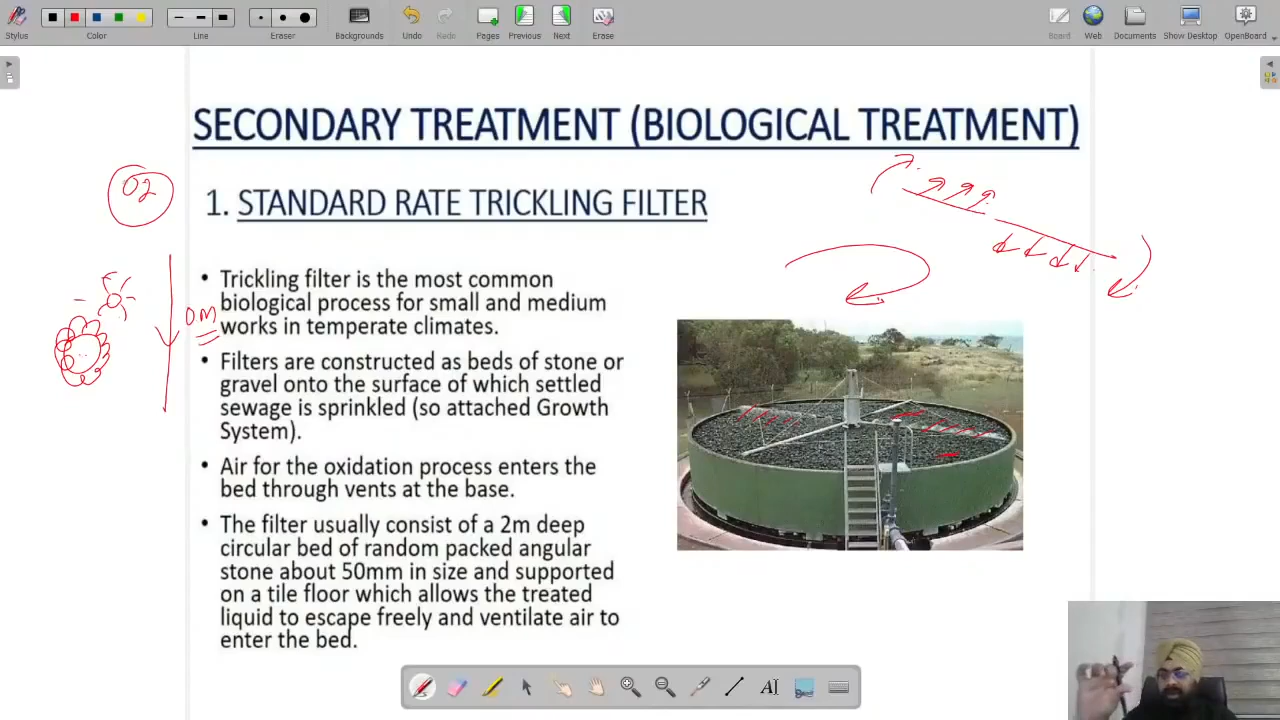 Stylus
Color
Line
Eraser
Backgrounds
Undo
Redo
Pages
Previous
Next
Erase
Board
Web
Documents
Show Desktop
OpenBoard
SECONDARY TREATMENT (BIOLOGICAL TREATMENT)
O2
1. STANDARD RATE TRICKLING FILTER
• Trickling filter is the most common
biological process for small and medium
works in temperate climates.
OM
• Filters are constructed as beds of stone or
gravel onto the surface of which settled
sewage is sprinkled (so attached Growth
System).
• Air for the oxidation process enters the
bed through vents at the base.
• The filter usually consist of a 2m deep
circular bed of random packed angular
stone about 50mm in size and supported
on a tile floor which allows the treated
liquid to escape freely and ventilate air to
enter the bed.